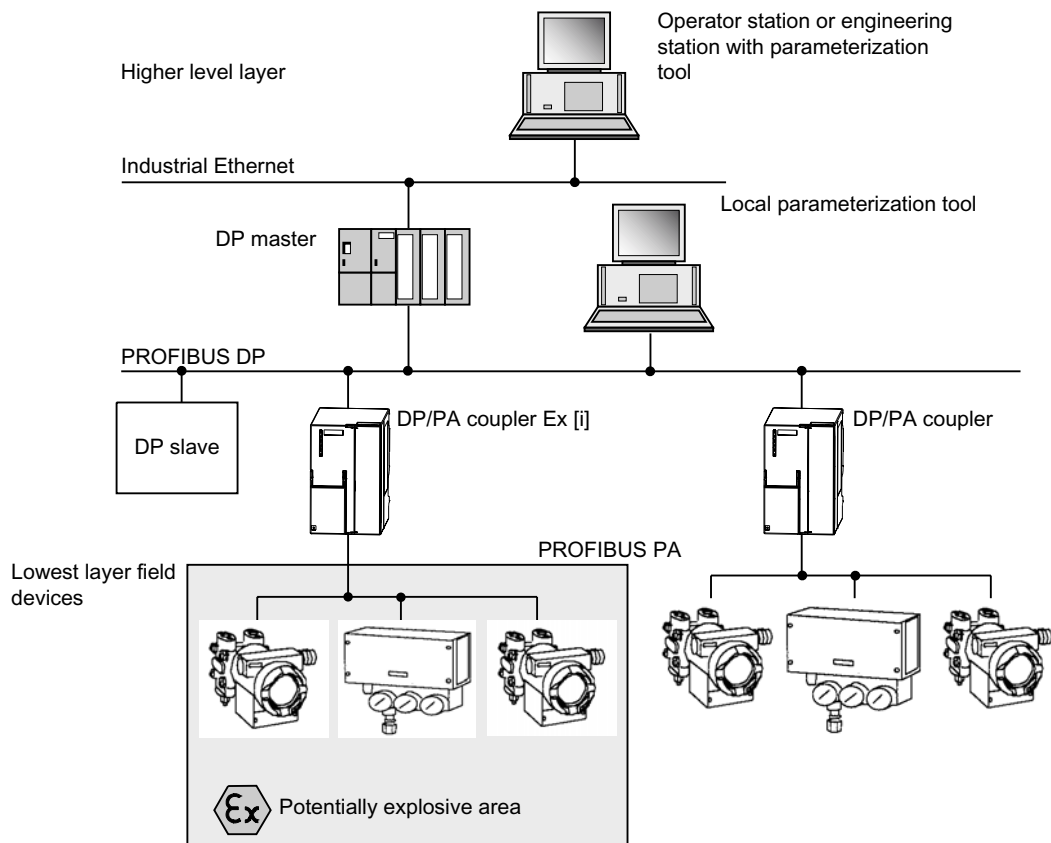 Operator station or engineering
station with parameterization
tool
Higher level layer
Industrial Ethernet
Local parameterization tool
DP master
PROFIBUS DP
DP slave
DP/PA coupler Ex [i]
DP/PA coupler
PROFIBUS PA
Lowest layer field
devices
Ex
Potentially explosive area